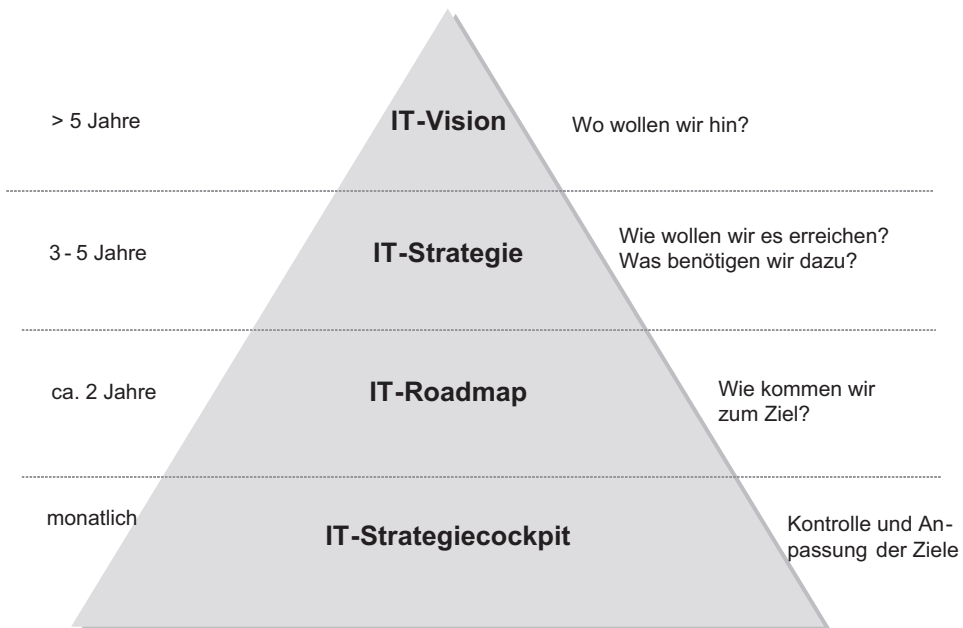 > 5 Jahre
IT-Vision
Wo wollen wir hin?
3 - 5 Jahre
IT-Strategie
Wie wollen wir es erreichen?
Was benötigen wir dazu?
ca. 2 Jahre
IT-Roadmap
Wie kommen wir
zum Ziel?
monatlich
IT-Strategiecockpit
Kontrolle und An-
passung der Ziele